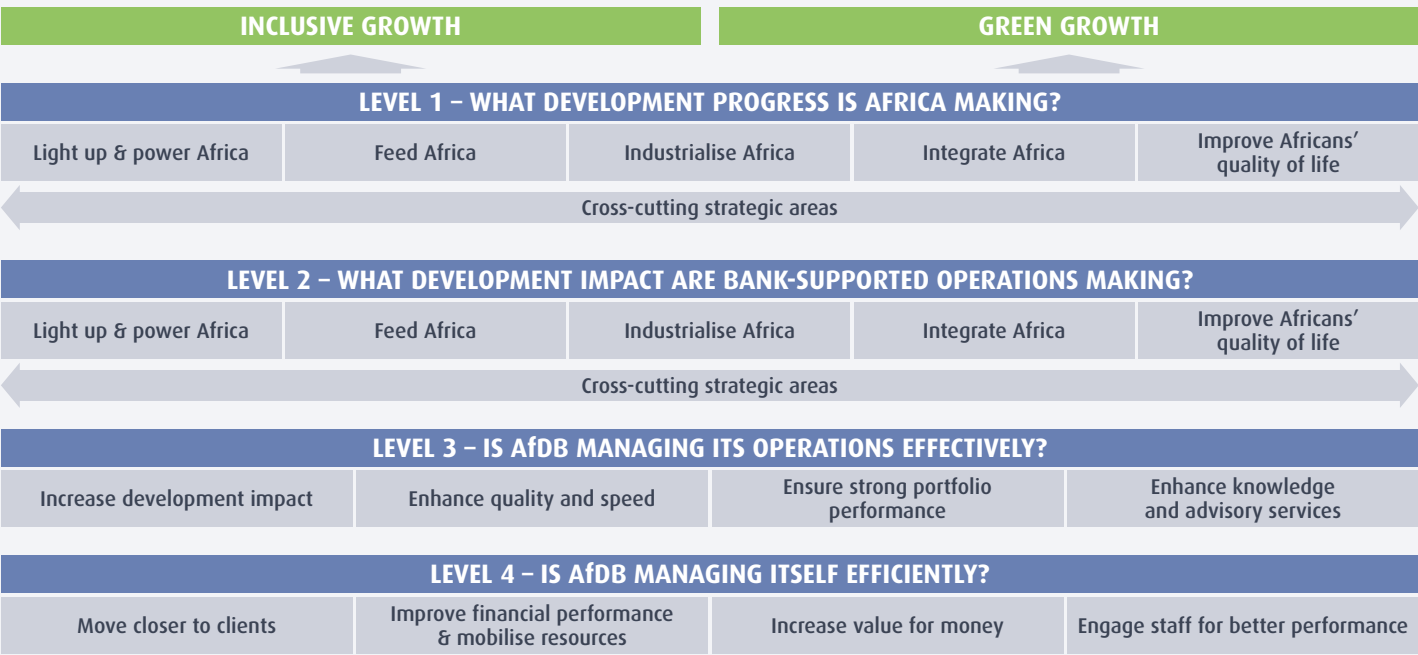 INCLUSIVE GROWTH
GREEN GROWTH
LEVEL 1 – WHAT DEVELOPMENT PROGRESS IS AFRICA MAKING?
Light up & power Africa
Feed Africa
Industrialise Africa
Integrate Africa
Improve Africans’
quality of life
Cross-cutting strategic areas
LEVEL 2 – WHAT DEVELOPMENT IMPACT ARE BANK-SUPPORTED OPERATIONS MAKING?
Light up & power Africa
Feed Africa
Industrialise Africa
Integrate Africa
Improve Africans’
quality of life
Cross-cutting strategic areas
LEVEL 3 – IS AfDB MANAGING ITS OPERATIONS EFFECTIVELY?
Increase development impact
Enhance quality and speed
Ensure strong portfolio
performance
Enhance knowledge
and advisory services
LEVEL 4 – IS AfDB MANAGING ITSELF EFFICIENTLY?
Move closer to clients
Improve financial performance
& mobilise resources
Increase value for money
Engage staff for better performance